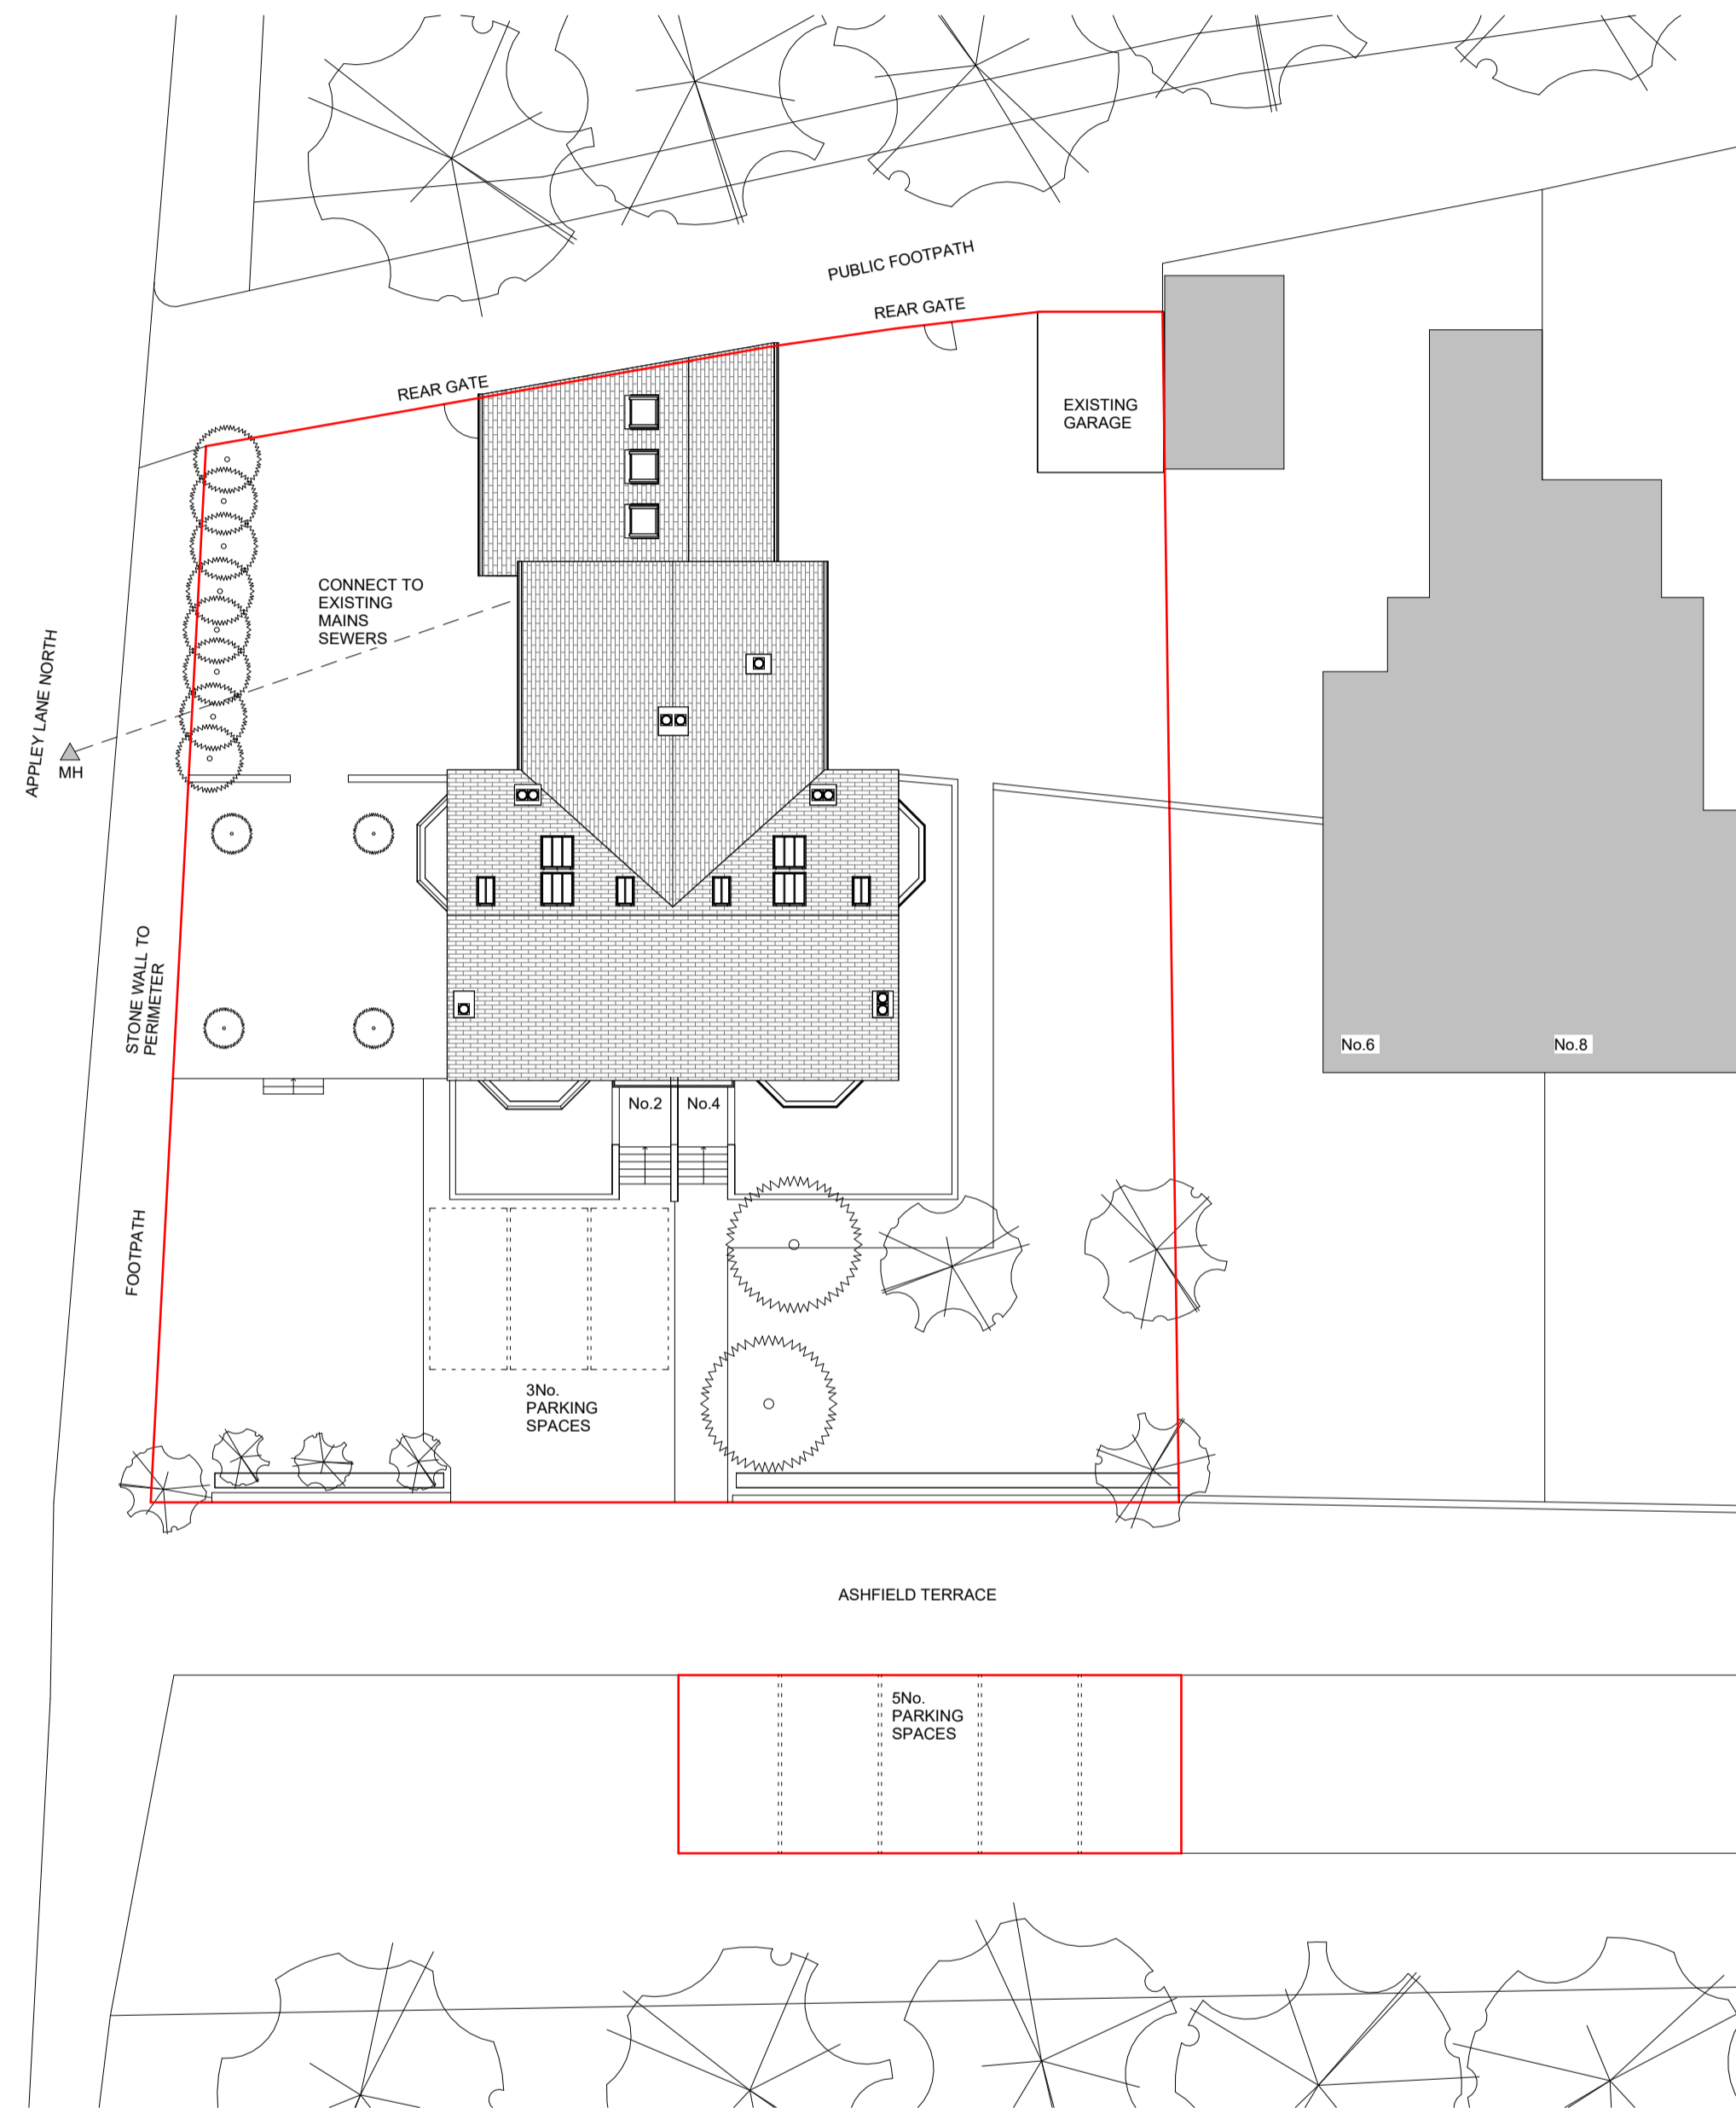 PUBLIC FOOTPATH
REAR GATE
REAR GATE
EXISTING
GARAGE
CONNECT TO
EXISTING
MAINS
SEWERS
APPLEY LANE NORTH
MH
STONE WALL TO
PERIMETER
No.6
No.8
No.2
No.4
FOOTPATH
3No.
PARKING
SPACES
ASHFIELD TERRACE
5No.
PARKING
SPACES